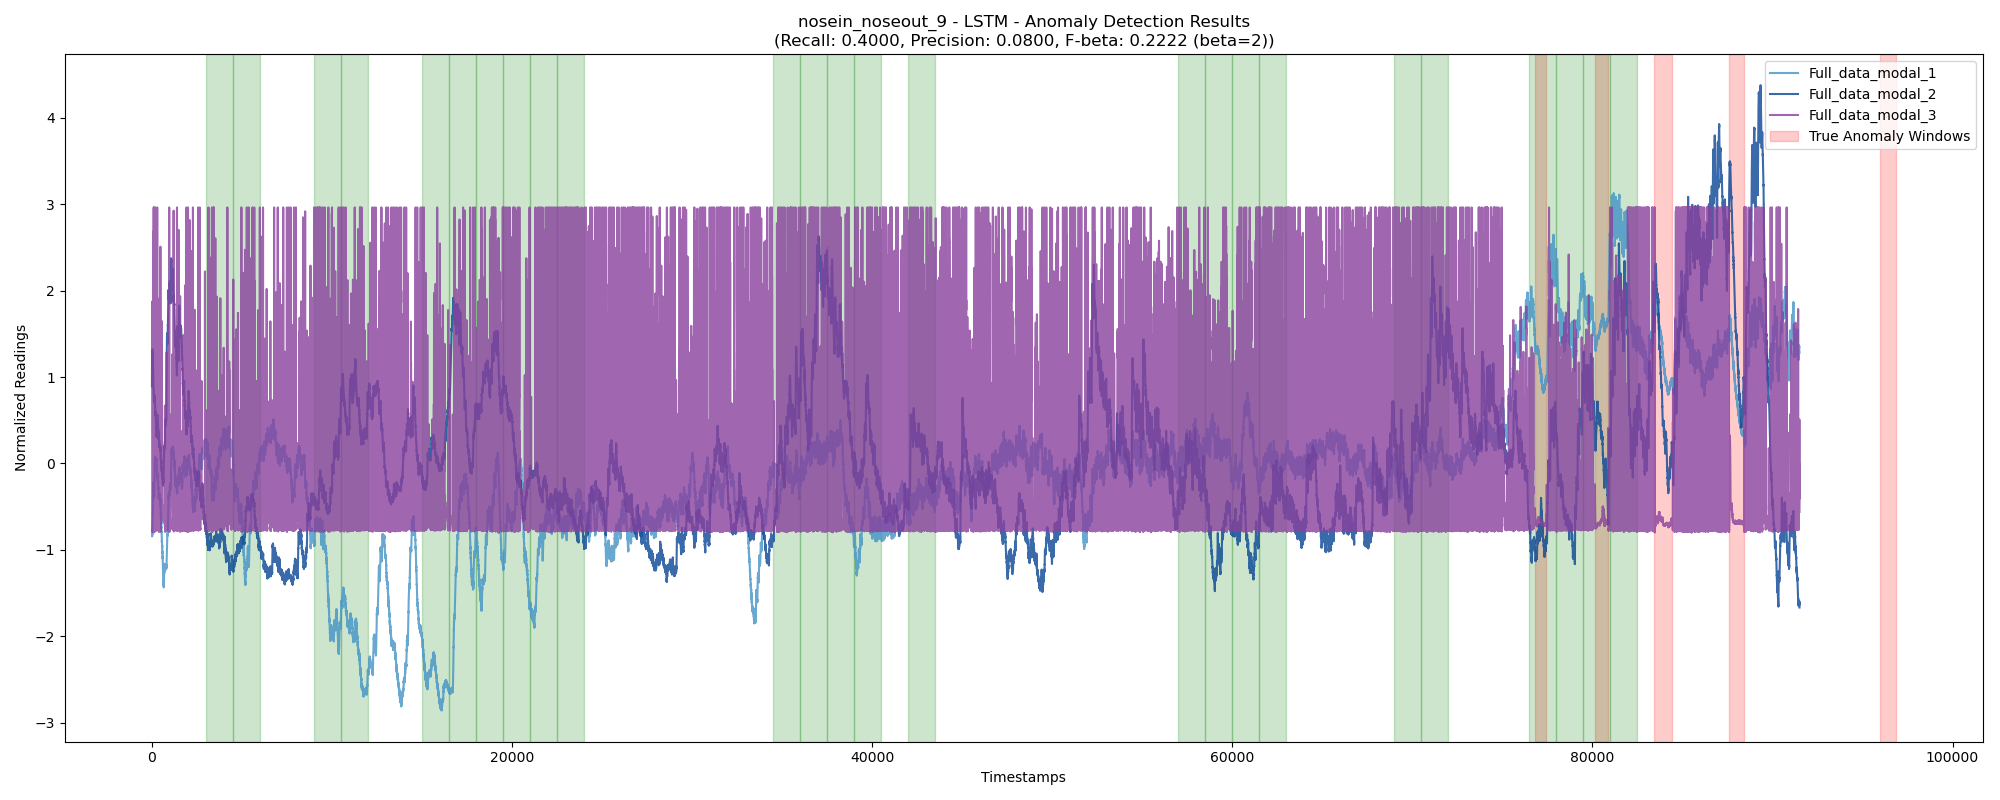 nosein_noseout_9 - LSTM - Anomaly Detection Results
(Recall: 0.4000, Precision: 0.0800, F-beta: 0.2222 (beta=2))
Full_data_modal_1
Full_data_modal_2
Full_data_modal_3
True Anomaly Windows
Normalized Readings
4
3
2
1
0
−1
−2
−3
0
20000
40000
60000
80000
100000
Timestamps